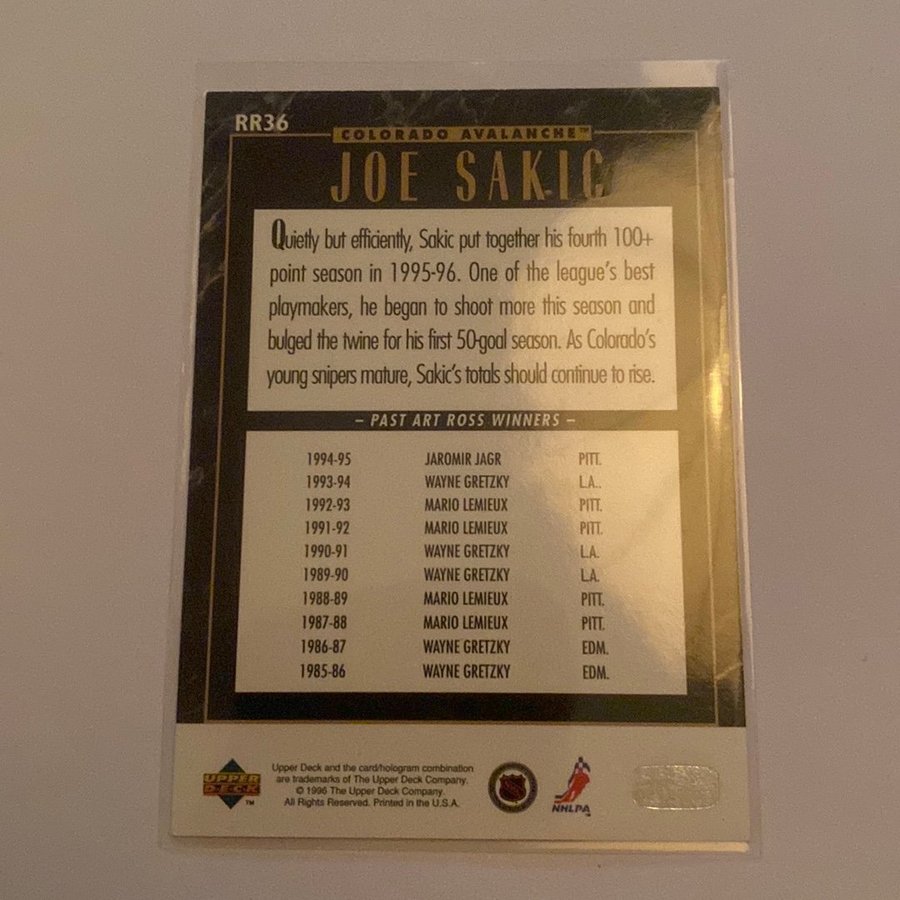 RR36
COLORADO AVALANCHE™
JOE SAKIC
Quietly but efficiently, Sakic put together his fourth 100+
point season in 1995-96. One of the league's best
playmakers, he began to shoot more this season and
bulged the twine for his first 50-goal season. As Colorado's
young snipers mature, Sakic's totals should continue to rise.
– PAST ART ROSS WINNERS –
1994-95 JAROMIR JAGR PITT.
1993-94 WAYNE GRETZKY L.A.
1992-93 MARIO LEMIEUX PITT.
1991-92 MARIO LEMIEUX PITT.
1990-91 WAYNE GRETZKY L.A.
1989-90 WAYNE GRETZKY L.A.
1988-89 MARIO LEMIEUX PITT.
1987-88 MARIO LEMIEUX PITT.
1986-87 WAYNE GRETZKY EDM.
1985-86 WAYNE GRETZKY EDM.
UPPER
DECK™
Upper Deck and the card/hologram combination
are trademarks of The Upper Deck Company.
© 1996 The Upper Deck Company.
All Rights Reserved. Printed in the U.S.A.
NHLPA